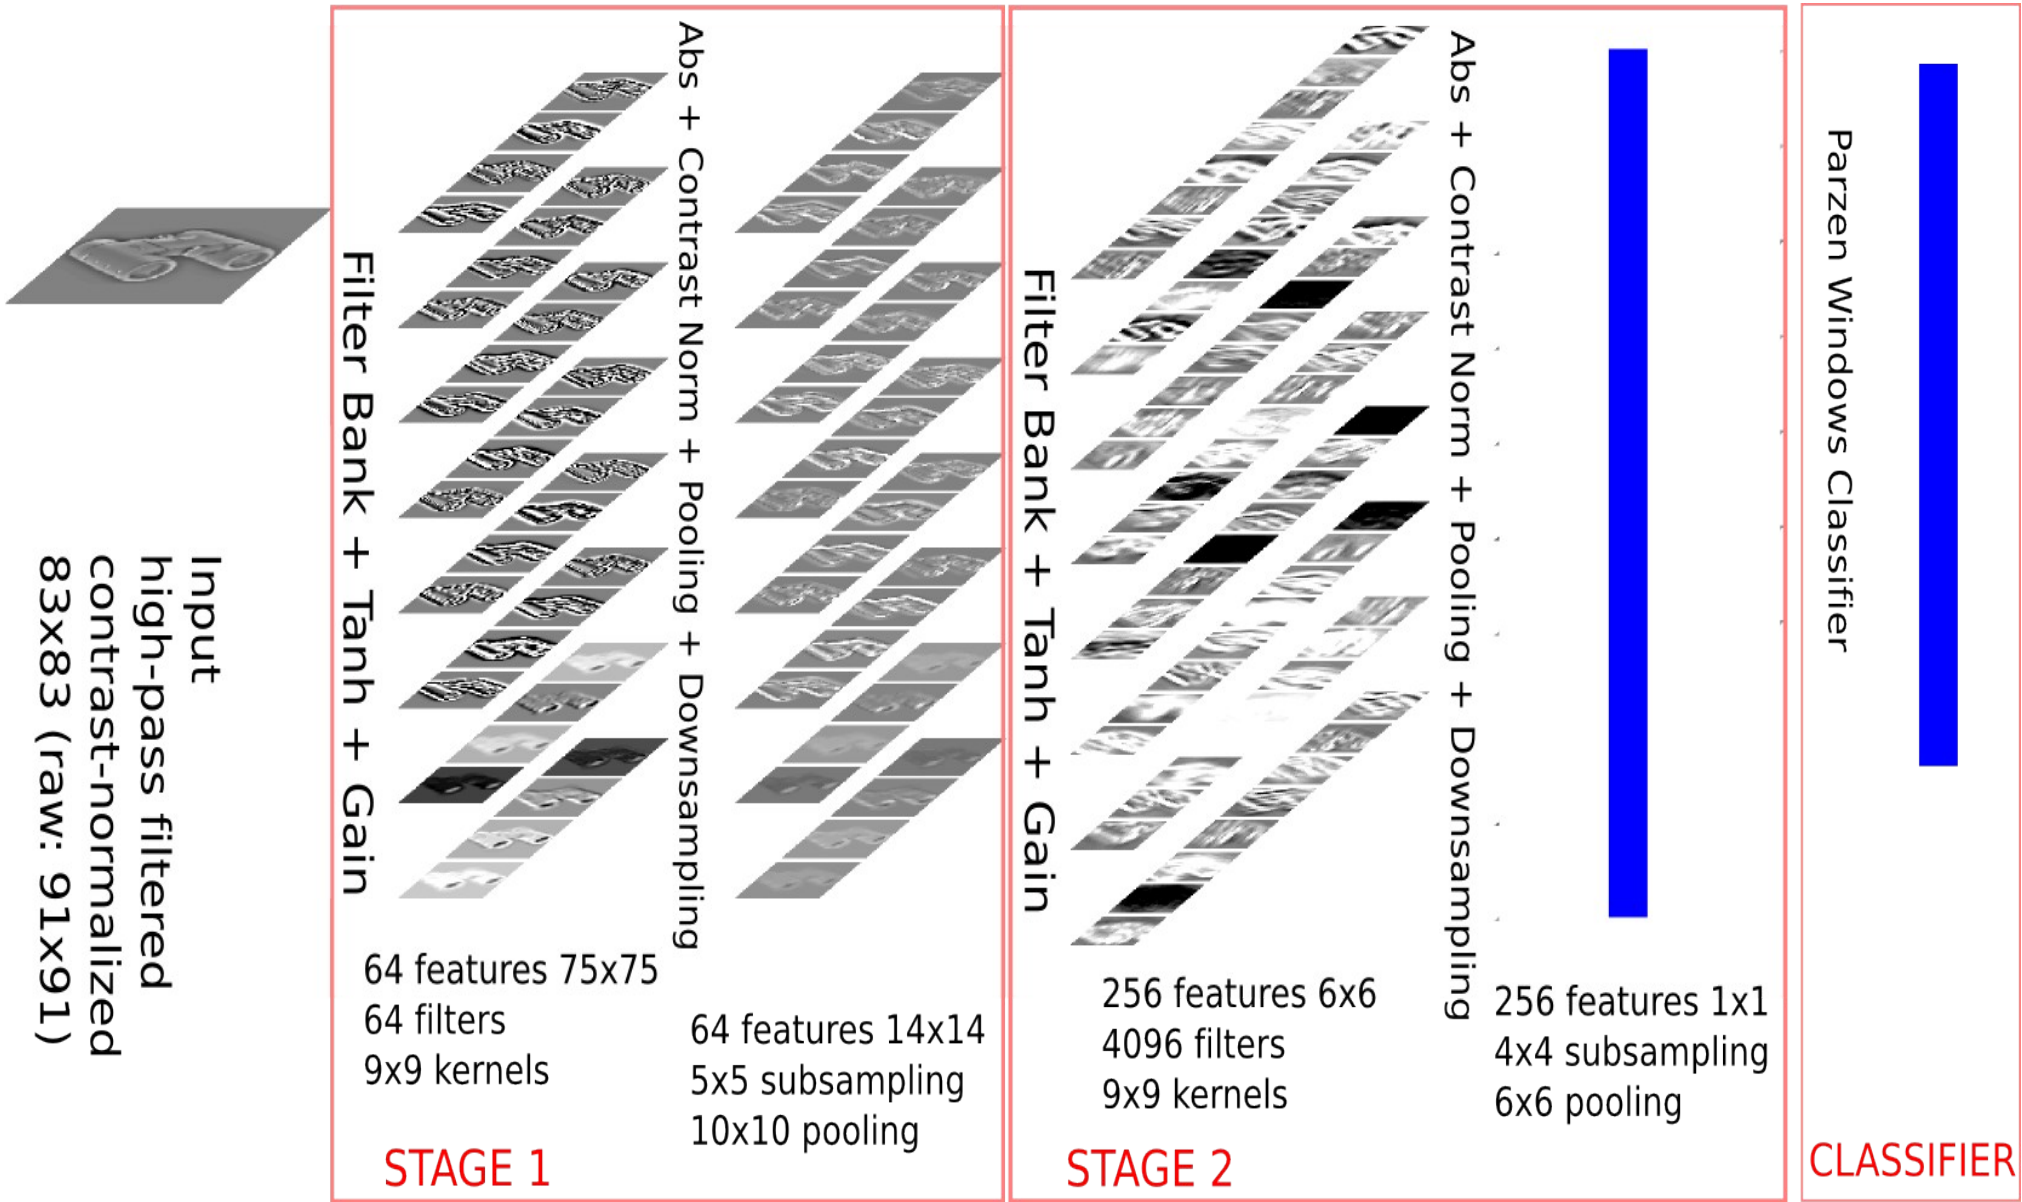 Input
high-pass filtered
contrast-normalized
83x83 (raw: 91x91)
Filter Bank + Tanh + Gain
64 features 75x75
64 filters
9x9 kernels
Abs + Contrast Norm + Pooling + Downsampling
64 features 14x14
5x5 subsampling
10x10 pooling
STAGE 1
Filter Bank + Tanh + Gain
256 features 6x6
4096 filters
9x9 kernels
Abs + Contrast Norm + Pooling + Downsampling
256 features 1x1
4x4 subsampling
6x6 pooling
STAGE 2
Parzen Windows Classifier
CLASSIFIER